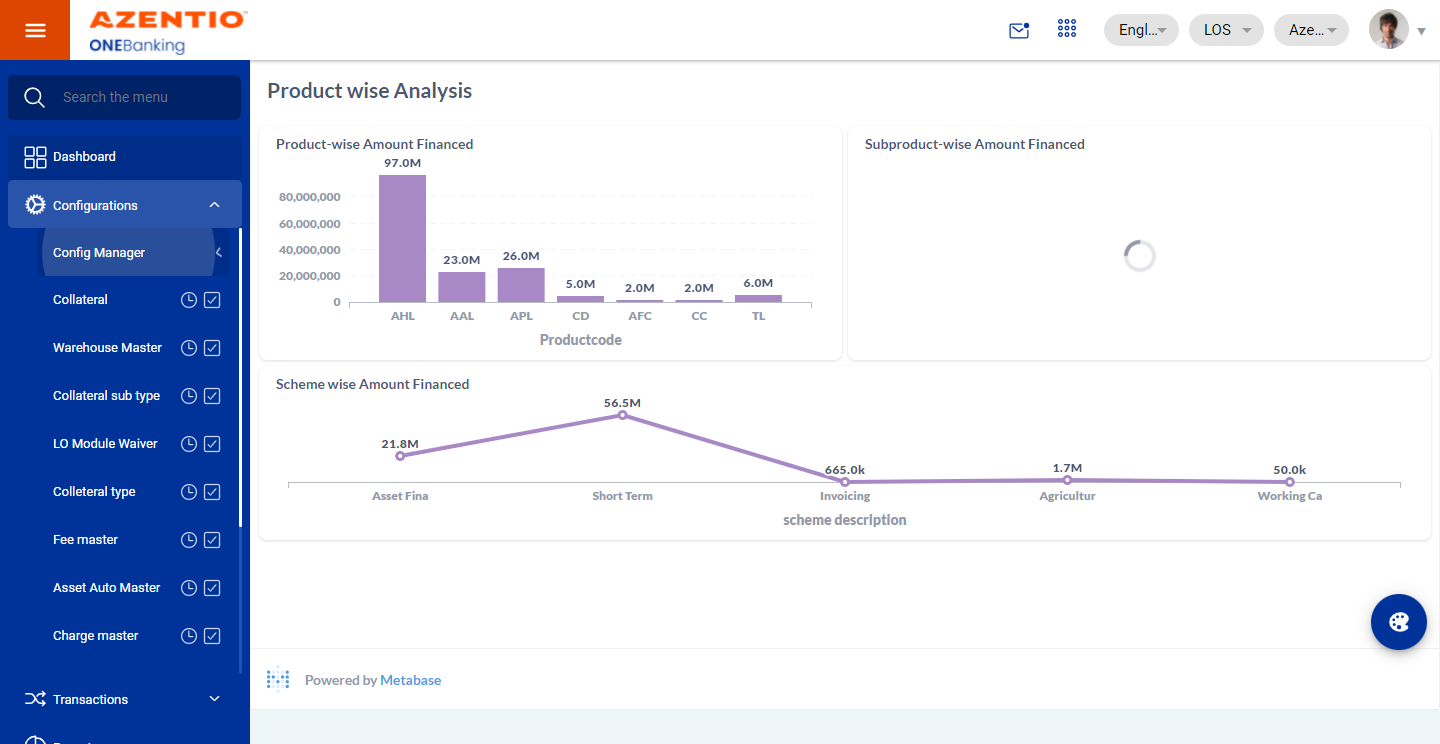 AZENTIO
ONEBanking
Engl...
LOS
Aze...
Search the menu
Dashboard
Configurations
Config Manager
Collateral
Warehouse Master
Collateral sub type
LO Module Waiver
Colleteral type
Fee master
Asset Auto Master
Charge master
Transactions
Product wise Analysis
Product-wise Amount Financed
97.0M
80,000,000
60,000,000
40,000,000
20,000,000
0
23.0M
26.0M
5.0M
2.0M
2.0M
6.0M
AHL
AAL
APL
CD
AFC
CC
TL
Productcode
Subproduct-wise Amount Financed
Scheme wise Amount Financed
21.8M
56.5M
665.0k
1.7M
50.0k
Asset Fina
Short Term
Invoicing
Agricultur
Working Ca
scheme description
Powered by Metabase